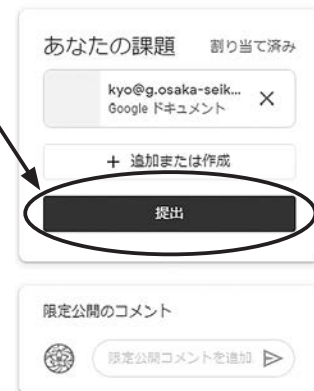 あなたの課題 割り当て済み
kyo@g.osaka-seik...
Google ドキュメント
+ 追加または作成
提出
限定公開のコメント
限定公開コメントを追加